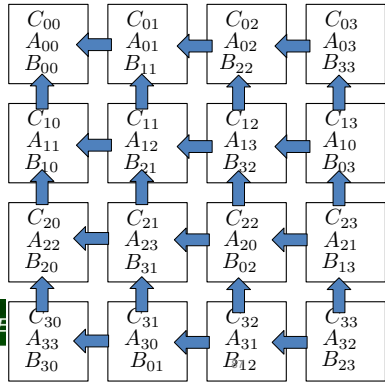 C₀₀ C₀₁ C₀₂ C₀₃
A₀₀ A₀₁ A₀₂ A₀₃
B₀₀ B₁₁ B₂₂ B₃₃
C₁₀ C₁₁ C₁₂ C₁₃
A₁₁ A₁₂ A₁₃ A₁₀
B₁₀ B₂₁ B₃₂ B₀₃
C₂₀ C₂₁ C₂₂ C₂₃
A₂₂ A₂₃ A₂₀ A₂₁
B₂₀ B₃₁ B₀₂ B₁₃
C₃₀ C₃₁ C₃₂ C₃₃
A₃₃ A₃₀ A₃₁ A₃₂
B₃₀ B₀₁ B₁₂ B₂₃